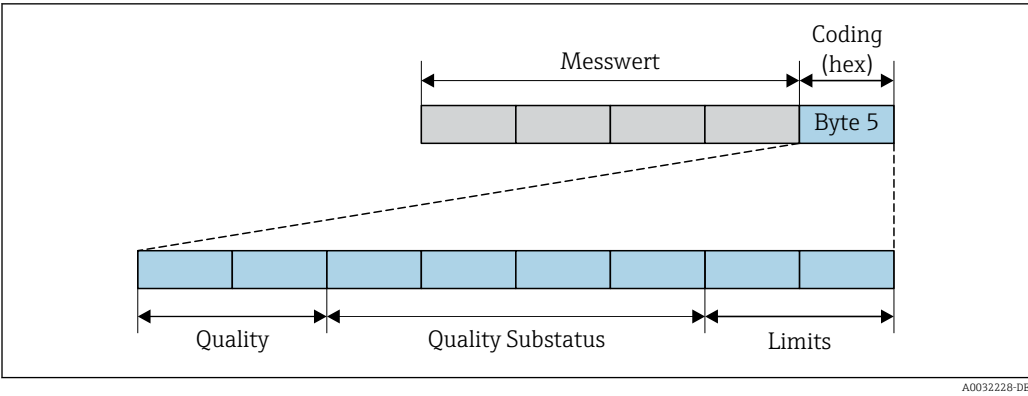 Coding
(hex)
Messwert
Byte 5
Quality
Quality Substatus
Limits
A0032228-DE